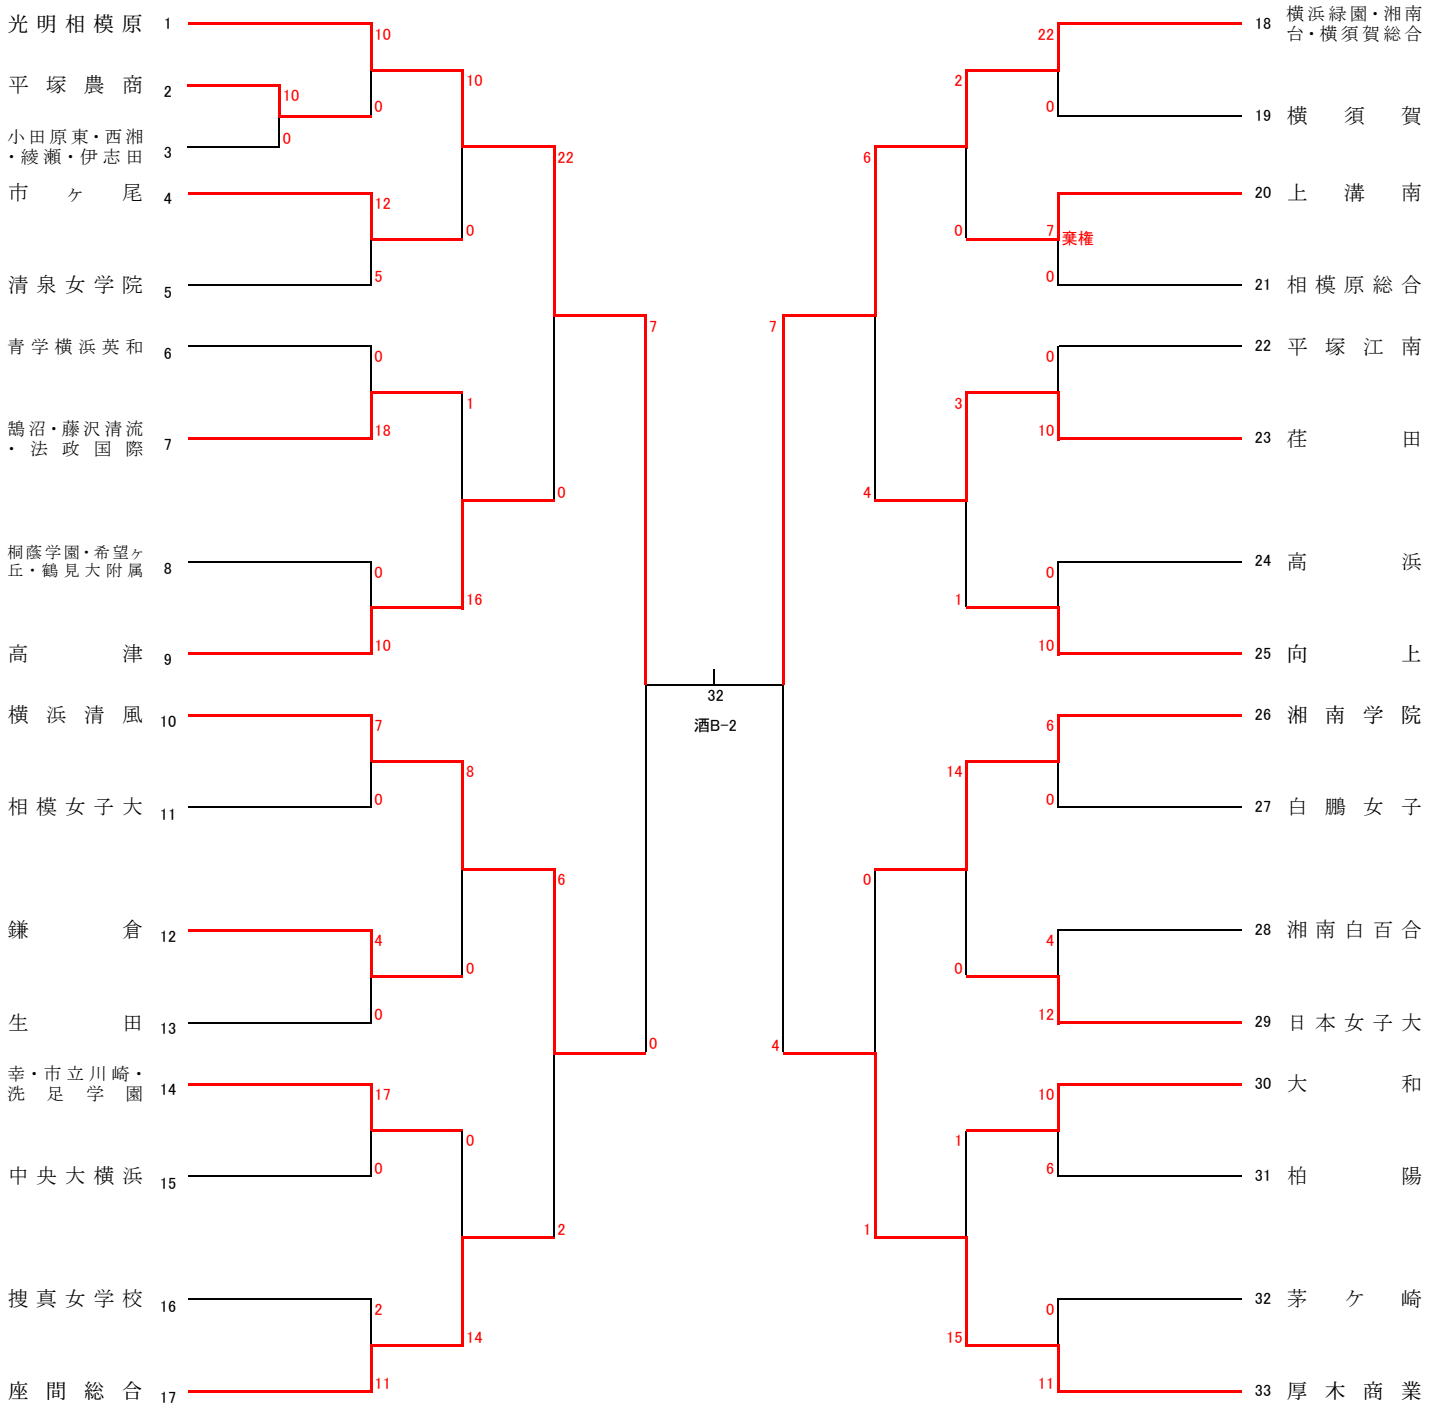 光明相模原 1
10
平塚農商 2
10
10
0
小田原東・西湘
・綾瀬・伊志田 3
0
22
市ヶ尾 4
12
0
清泉女学院 5
5
7
青学横浜英和 6
0
1
鵠沼・藤沢清流
・法政国際 7
18
0
桐蔭学園・希望ヶ
丘・鶴見大附属 8
0
16
高津 9
10
横浜清風 10
7
8
相模女子大 11
0
6
鎌倉 12
4
0
生田 13
0
0
幸・市立川崎・
洗足学園 14
17
0
中央大横浜 15
0
2
捜真女学校 16
2
14
座間総合 17
11
32
酒B-2
18 横浜緑園・湘南
台・横須賀総合
22
2
19 横須賀
0
6
20 上溝南
7 棄権
0
21 相模原総合
0
7
22 平塚江南
0
3
23 荏田
10
4
24 高浜
0
1
25 向上
10
26 湘南学院
6
14
27 白鵬女子
0
0
28 湘南白百合
4
0
29 日本女子大
12
4
30 大和
10
1
31 柏陽
6
1
32 茅ケ崎
0
15
33 厚木商業
11